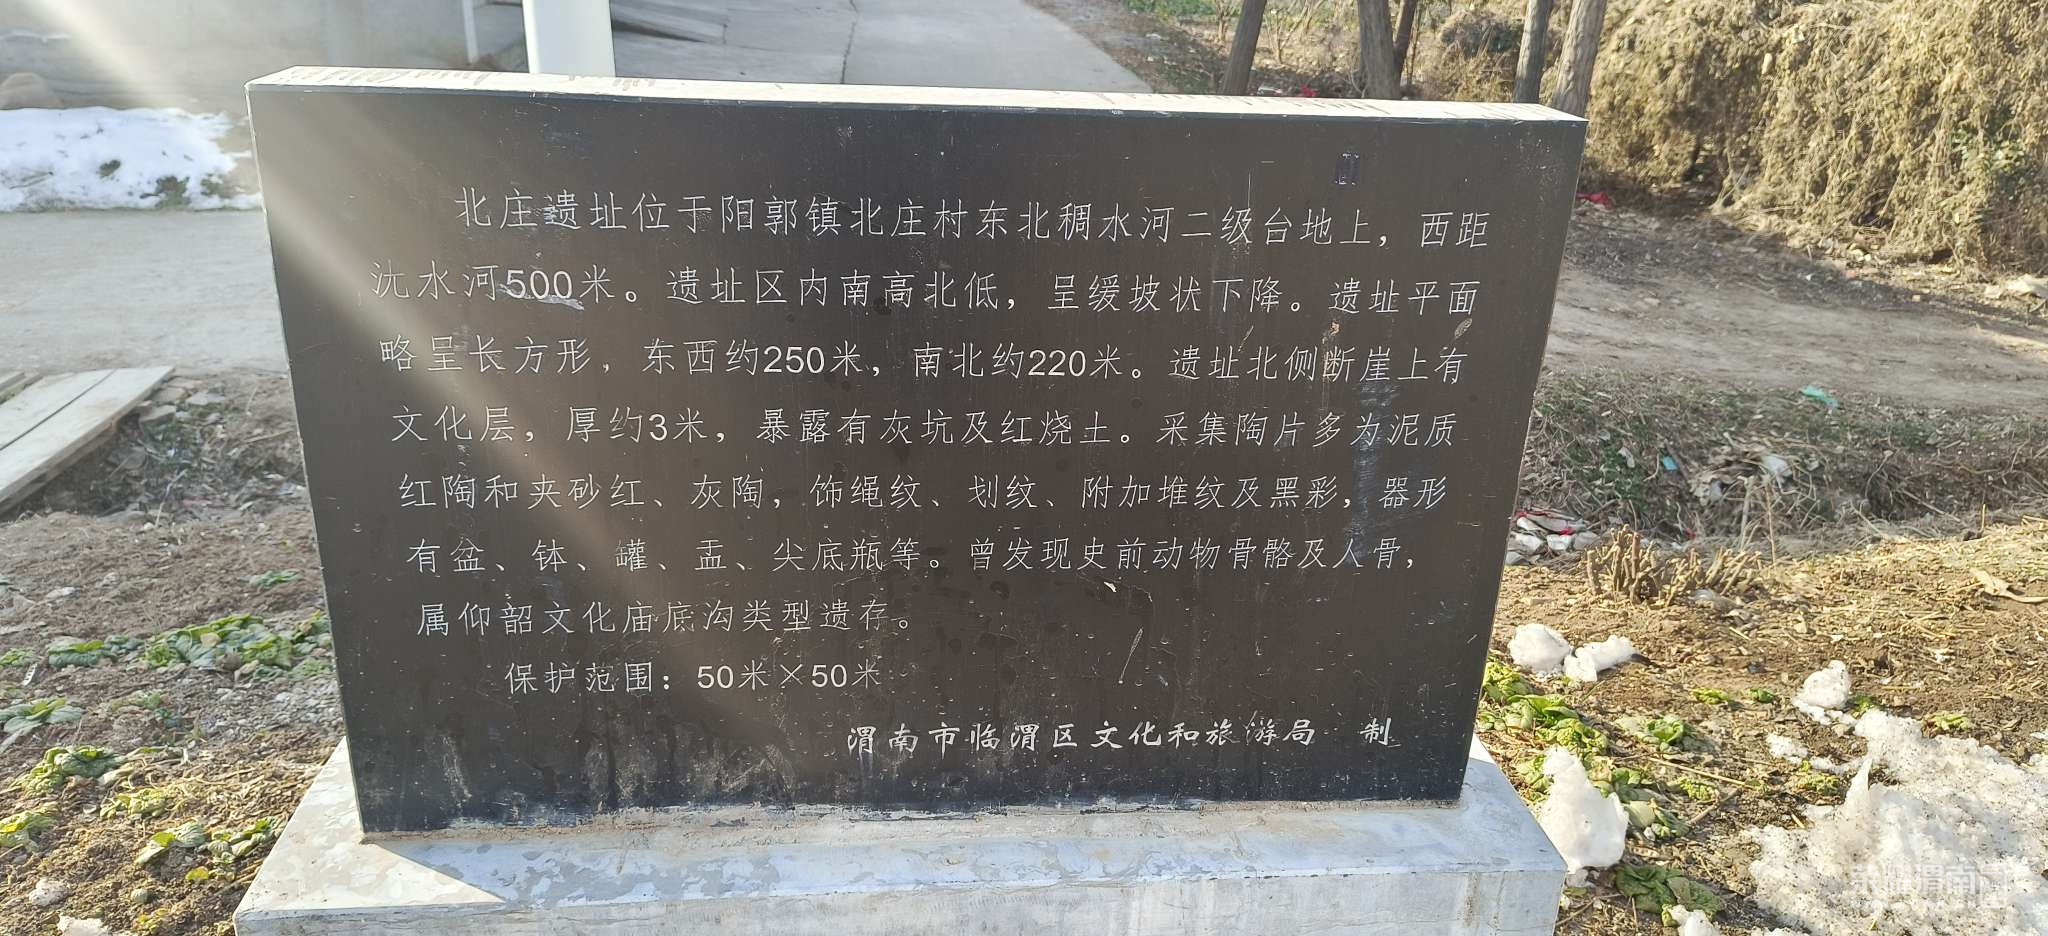 北庄遗址位于阳郭镇北庄村东北稠水河二级台地上，西距
沋水河500米。遗址区内南高北低，呈缓坡状下降。遗址平面
略呈长方形，东西约250米，南北约220米。遗址北侧断崖上有
文化层，厚约3米，暴露有灰坑及红烧土。采集陶片多为泥质
红陶和夹砂红、灰陶，饰绳纹、划纹、附加堆纹及黑彩，器形
有盆、钵、罐、盂、尖底瓶等。曾发现史前动物骨骼及人骨，
属仰韶文化庙底沟类型遗存。
保护范围：50米×50米
渭南市临渭区文化和旅游局 制